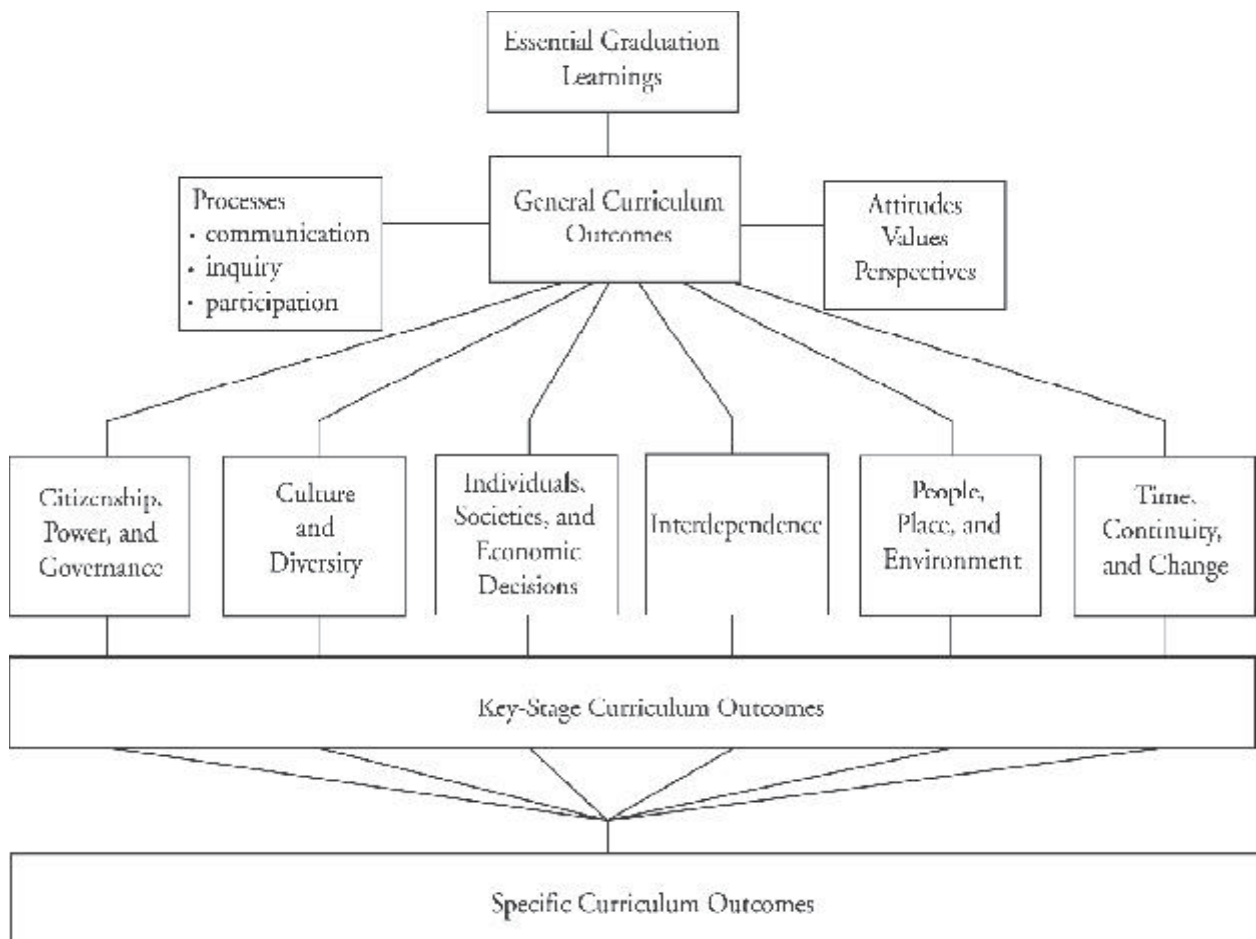 Essential Graduation
Learnings
Processes
• communication
• inquiry
• participation
General Curriculum
Outcomes
Attitudes
Values
Perspectives
Citizenship,
Power, and
Governance
Culture
and
Diversity
Individuals,
Societies, and
Economic
Decisions
Interdependence
People,
Place, and
Environment
Time,
Continuity,
and Change
Key-Stage Curriculum Outcomes
Specific Curriculum Outcomes